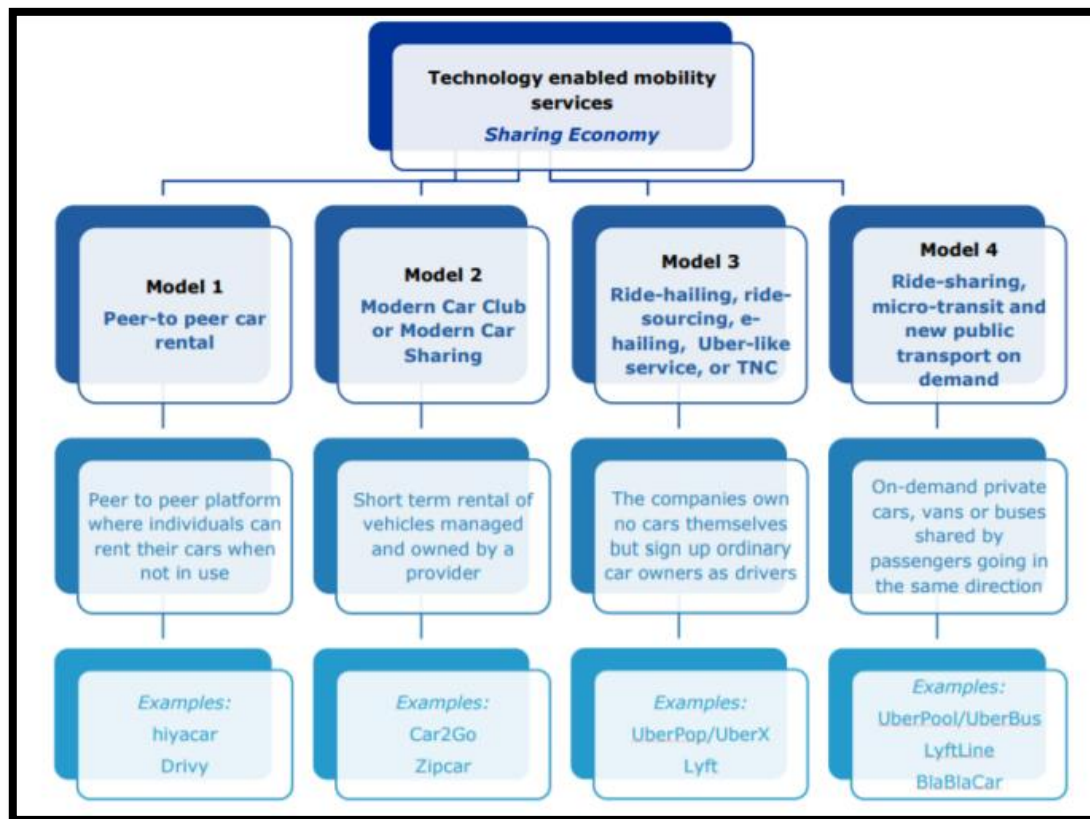 Technology enabled mobility
services
Sharing Economy
Model 1
Peer-to peer car
rental
Model 2
Modern Car Club
or Modern Car
Sharing
Model 3
Ride-hailing, ride-
sourcing, e-
hailing, Uber-like
service, or TNC
Model 4
Ride-sharing,
micro-transit and
new public
transport on
demand
Peer to peer platform
where individuals can
rent their cars when
not in use
Short term rental of
vehicles managed
and owned by a
provider
The companies own
no cars themselves
but sign up ordinary
car owners as drivers
On-demand private
cars, vans or buses
shared by
passengers going in
the same direction
Examples:
hiyacar
Drivy
Examples:
Car2Go
Zipcar
Examples:
UberPop/UberX
Lyft
Examples:
UberPool/UberBus
LyftLine
BlaBlaCar